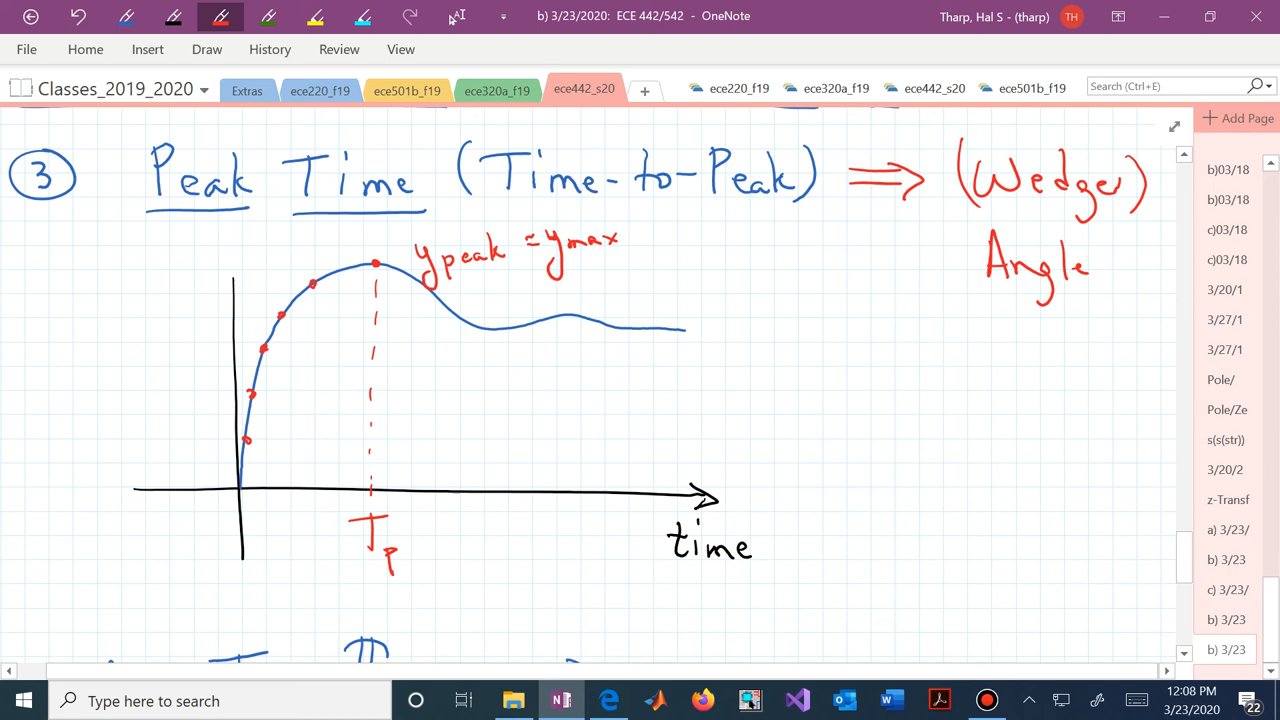 b) 3/23/2020: ECE 442/542 - OneNote
Tharp, Hal S - (tharp)
TH
File Home Insert Draw History Review View
Classes_2019_2020
Extras ece220_f19 ece501b_f19 ece320a_f19 ece442_s20
ece220_f19 ece320a_f19 ece442_s20 ece501b_f19
Search (Ctrl+E)
Add Page
③ Peak Time (Time-to-Peak) ⟹ (Wedger)
Angle
y peak = y max
Tp
time
π
b)03/18
b)03/18
c)03/18
c)03/18
3/20/1
3/27/1
3/27/1
Pole/
Pole/Ze
s(s(str))
3/20/2
z-Transf
a) 3/23/
b) 3/23
c) 3/23/
b) 3/23
b) 3/23
Type here to search
12:08 PM
3/23/2020
22